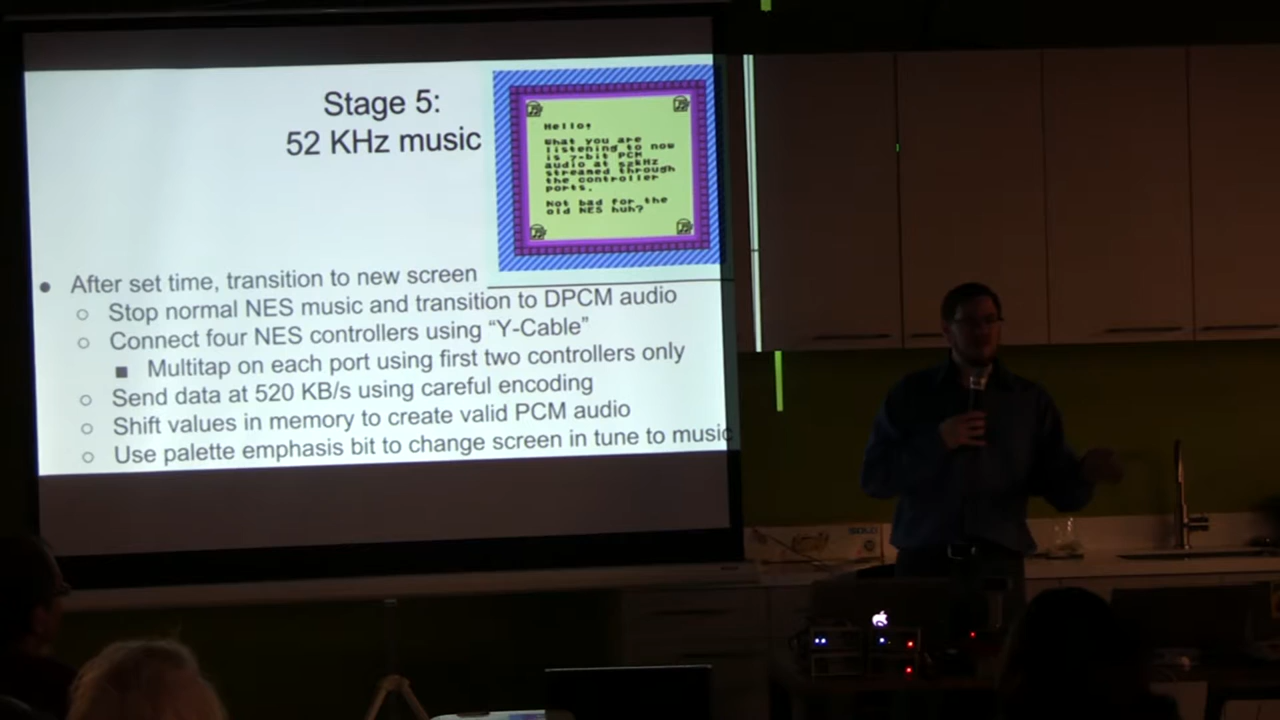 Stage 5:
52 KHz music
Hello,
What you are
listening to now
is 7-bit PCM
audio at 52kHz
streamed through
the controller
ports.
Not bad for the
old NES huh?
● After set time, transition to new screen
○ Stop normal NES music and transition to DPCM audio
○ Connect four NES controllers using “Y-Cable”
■ Multitap on each port using first two controllers only
○ Send data at 520 KB/s using careful encoding
○ Shift values in memory to create valid PCM audio
○ Use palette emphasis bit to change screen in tune to music
SOLO